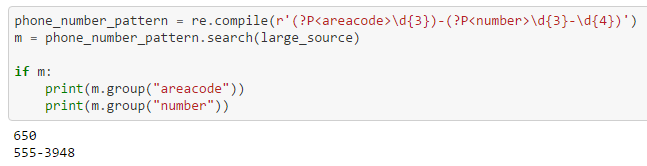 phone_number_pattern = re.compile(r'(?P<areacode>\d{3})-(?P<number>\d{3}-\d{4})')
m = phone_number_pattern.search(large_source)

if m:
    print(m.group("areacode"))
    print(m.group("number"))
650
555-3948